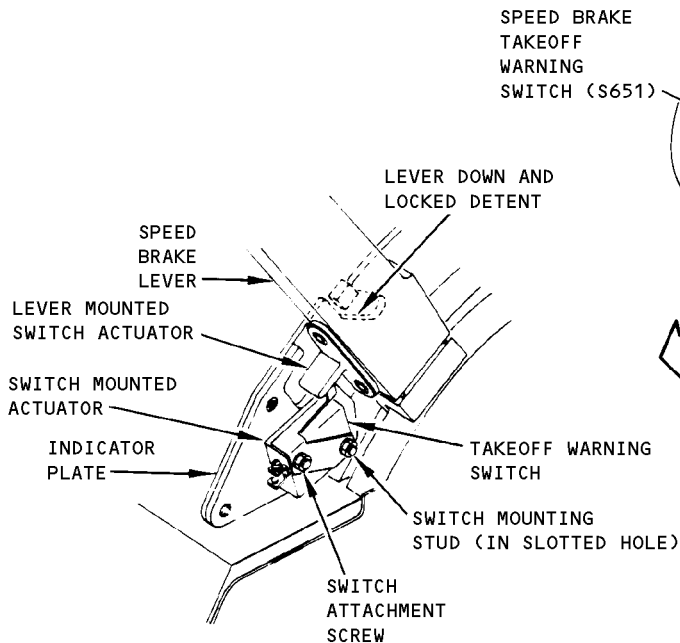 SPEED BRAKE
TAKEOFF
WARNING
SWITCH (S651)
LEVER DOWN AND
LOCKED DETENT
SPEED
BRAKE
LEVER
LEVER MOUNTED
SWITCH ACTUATOR
SWITCH MOUNTED
ACTUATOR
INDICATOR
PLATE
TAKEOFF WARNING
SWITCH
SWITCH MOUNTING
STUD (IN SLOTTED HOLE)
SWITCH
ATTACHMENT
SCREW